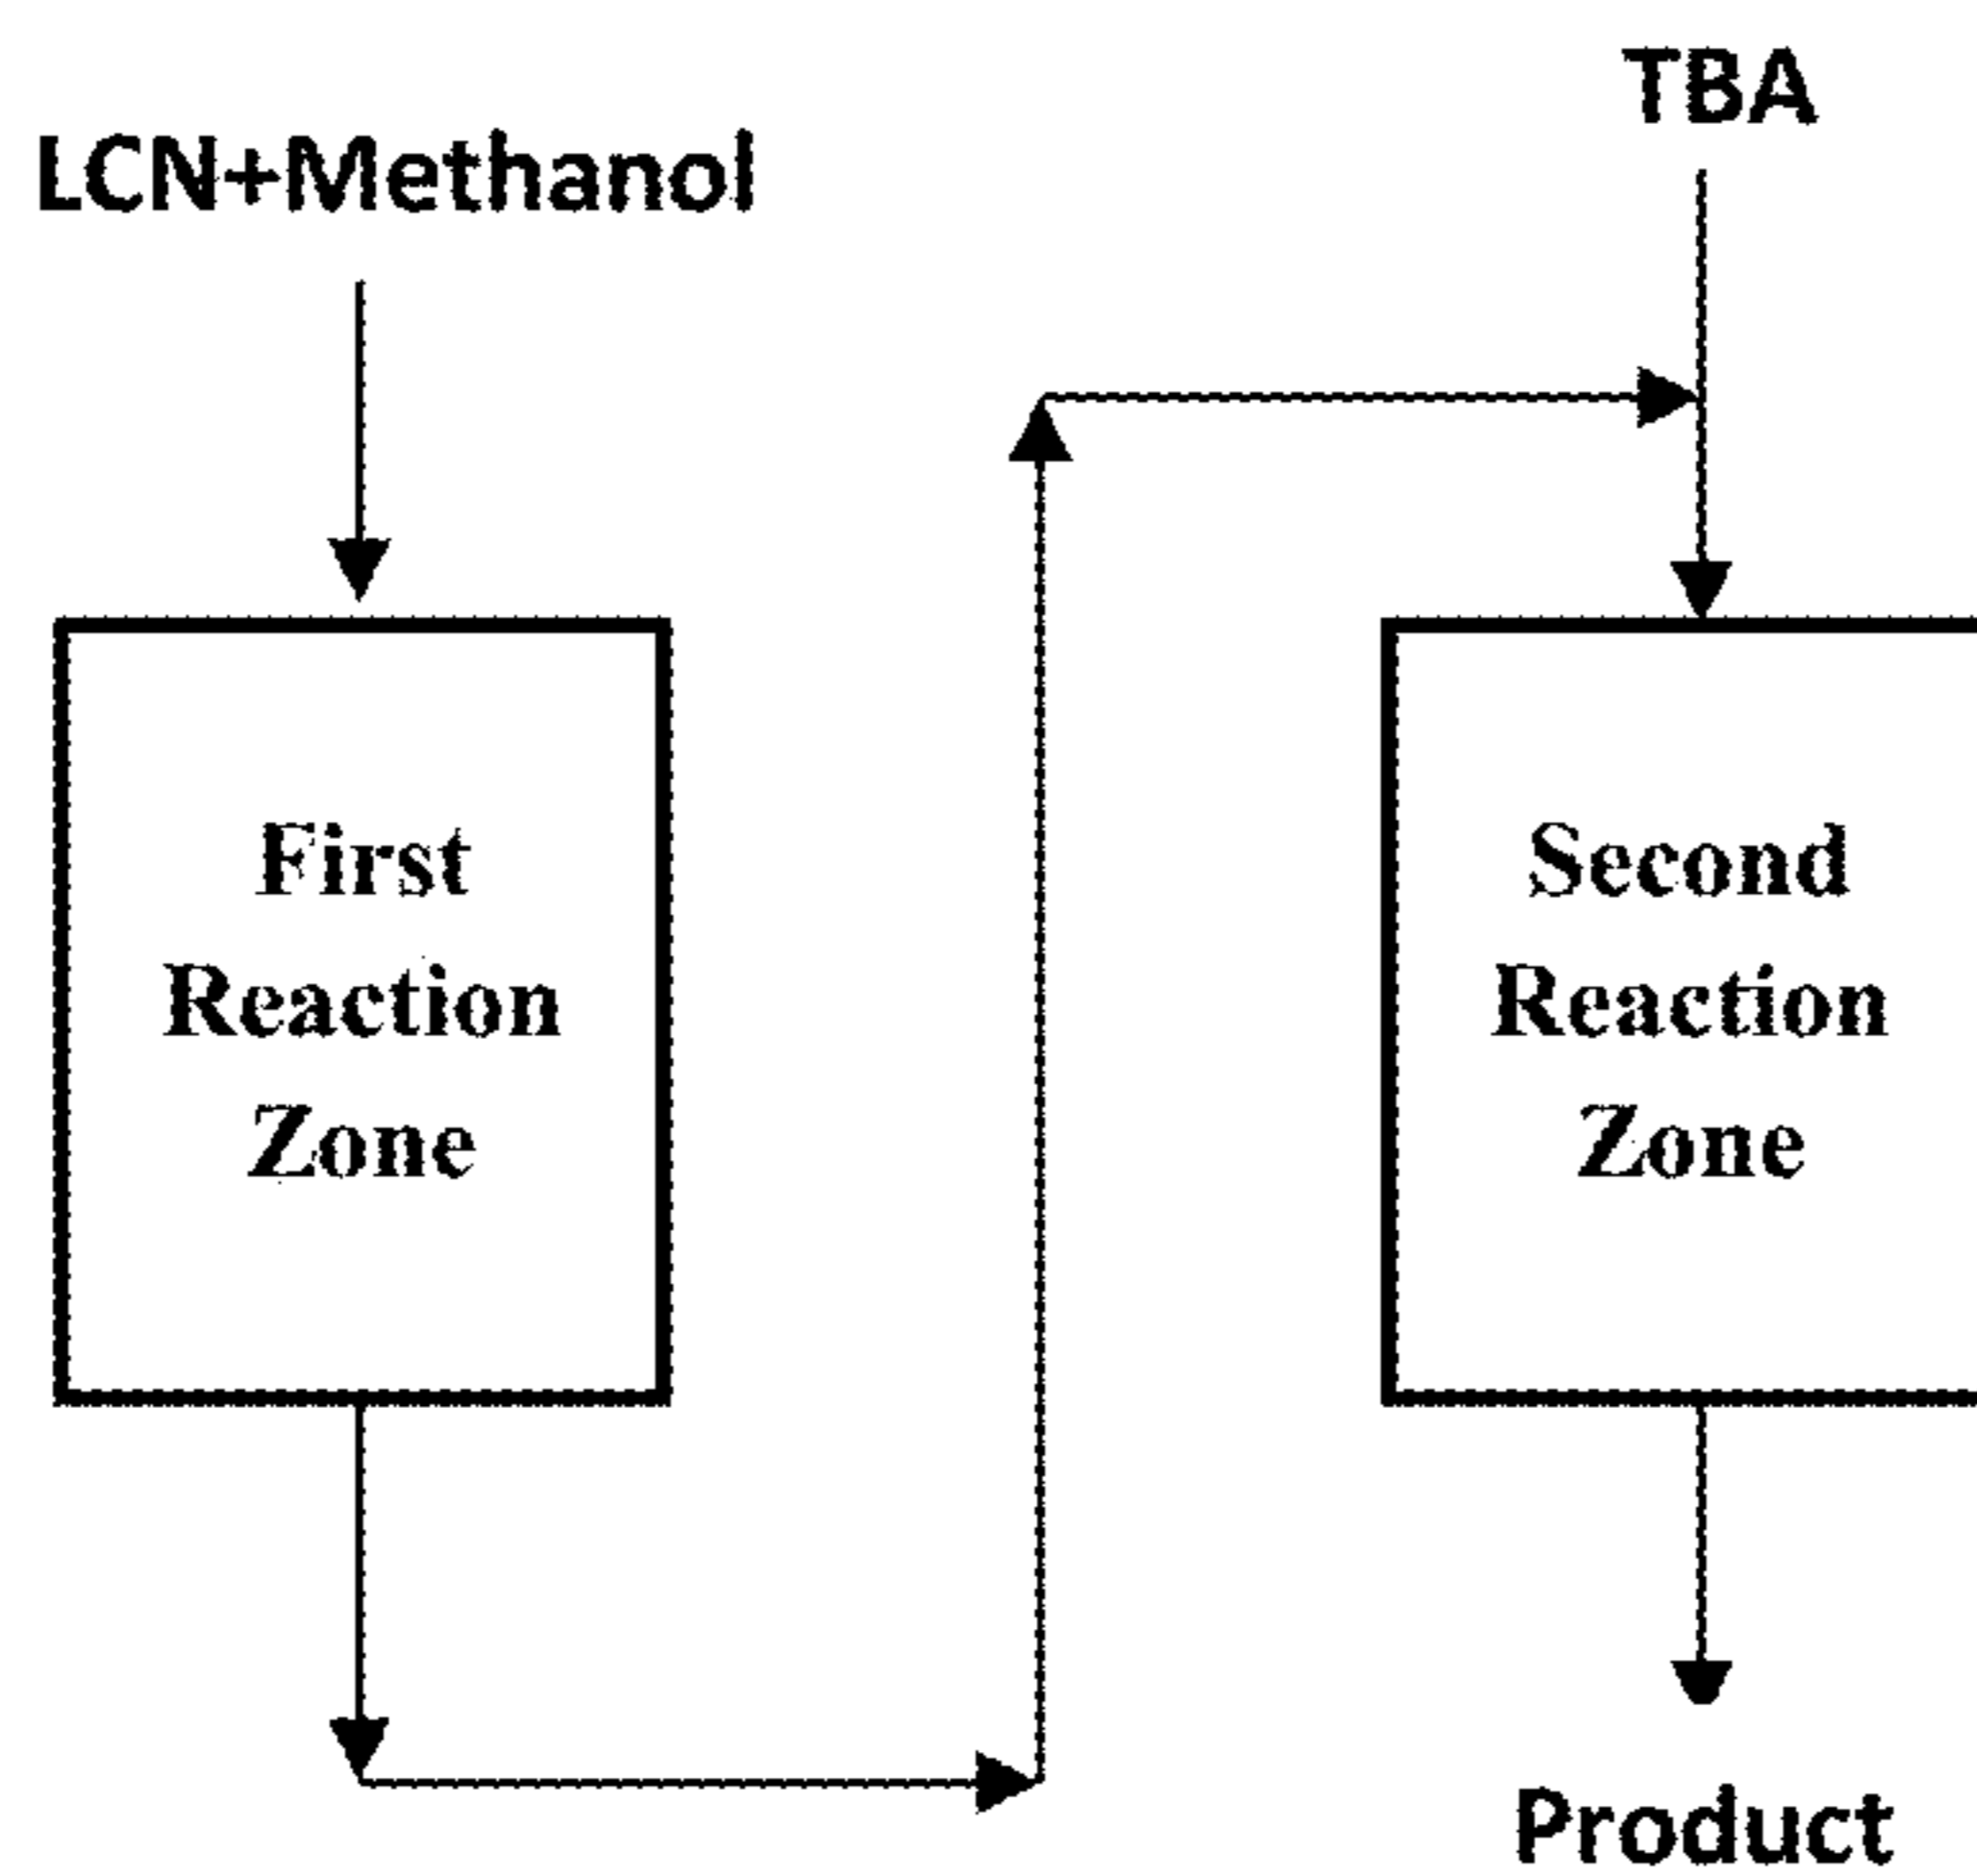 LCN+Methanol
TBA
First
Reaction
Zone
Second
Reaction
Zone
Product